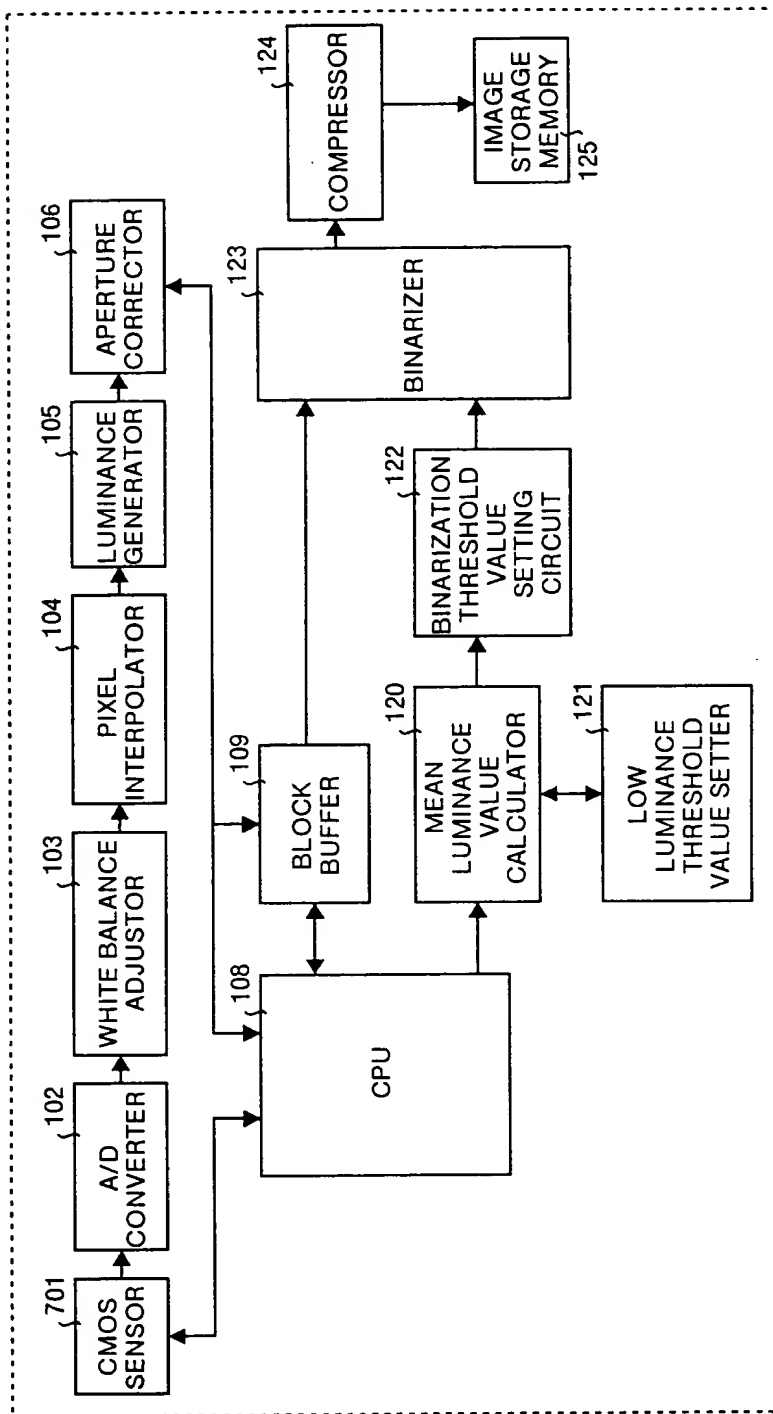 701
CMOS
SENSOR
102
A/D
CONVERTER
103
WHITE BALANCE
ADJUSTOR
104
PIXEL
INTERPOLATOR
105
LUMINANCE
GENERATOR
106
APERTURE
CORRECTOR
108
CPU
109
BLOCK
BUFFER
120
MEAN
LUMINANCE
VALUE
CALCULATOR
121
LOW
LUMINANCE
THRESHOLD
VALUE SETTER
122
BINARIZATION
THRESHOLD
VALUE
SETTING
CIRCUIT
123
BINARIZER
124
COMPRESSOR
IMAGE
STORAGE
MEMORY
125